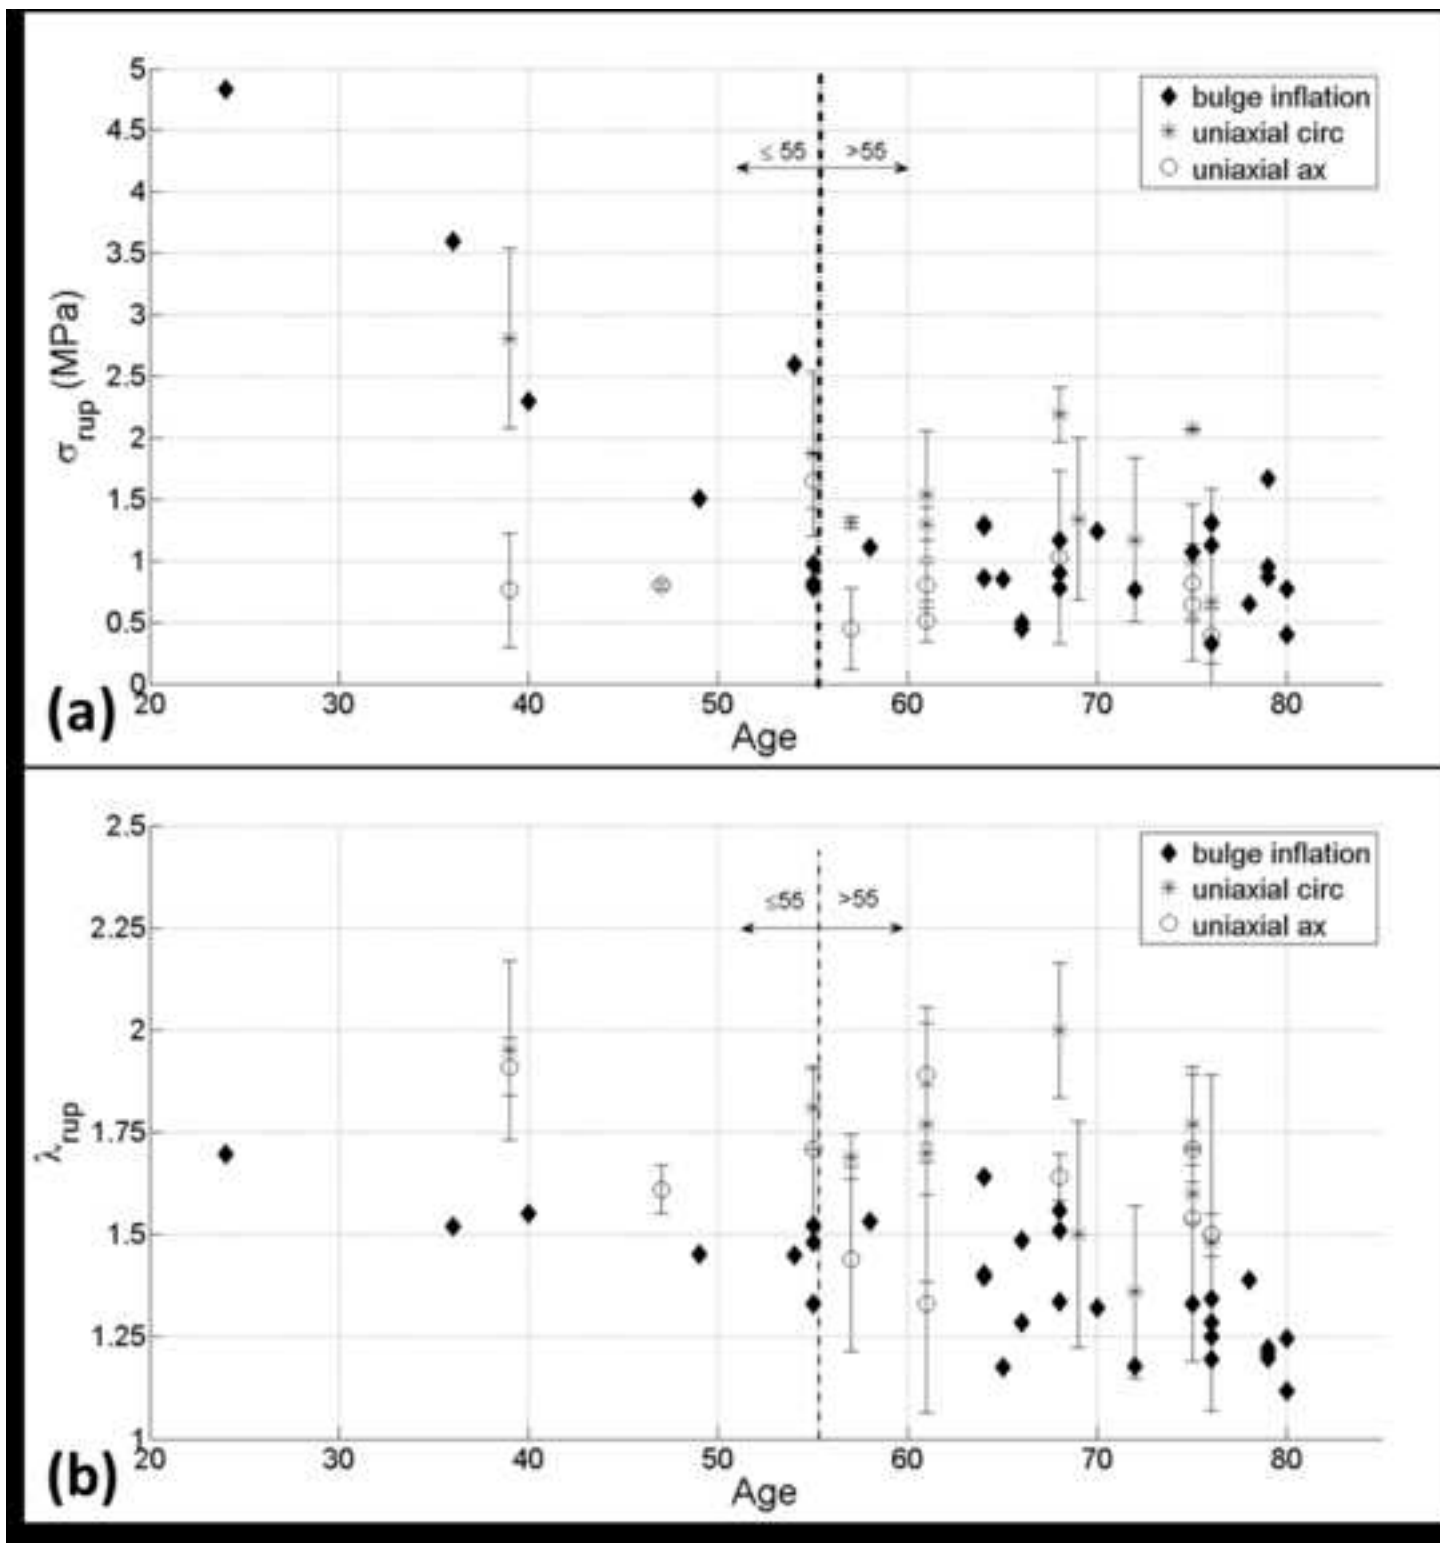 5
4.5
4
3.5
3
2.5
2
1.5
1
0.5
0
σrup (MPa)
≤ 55 >55
bulge inflation
uniaxial circ
uniaxial ax
20 30 40 50 60 70 80
Age
(a)
2.5
2.25
2
1.75
1.5
1.25
1
λrup
≤55 >55
bulge inflation
uniaxial circ
uniaxial ax
20 30 40 50 60 70 80
Age
(b)